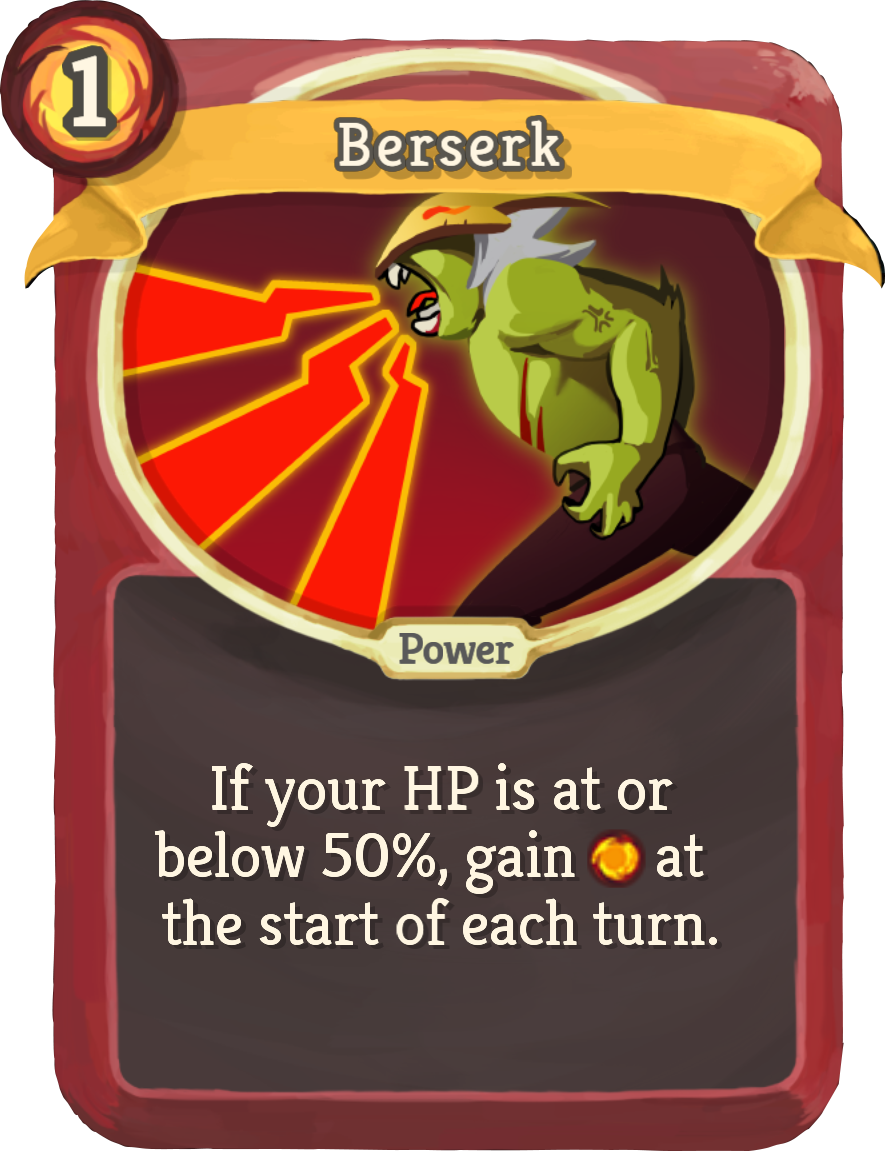 1
Berserk
Power
If your HP is at or
below 50%, gain at
the start of each turn.